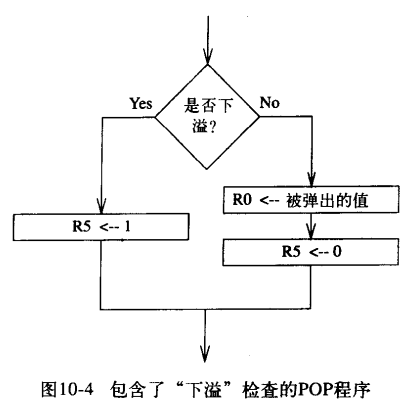 是否下
溢?
Yes
No
R0 <-- 被弹出的值
R5 <-- 1
R5 <-- 0
图10-4 包含了“下溢”检查的POP程序